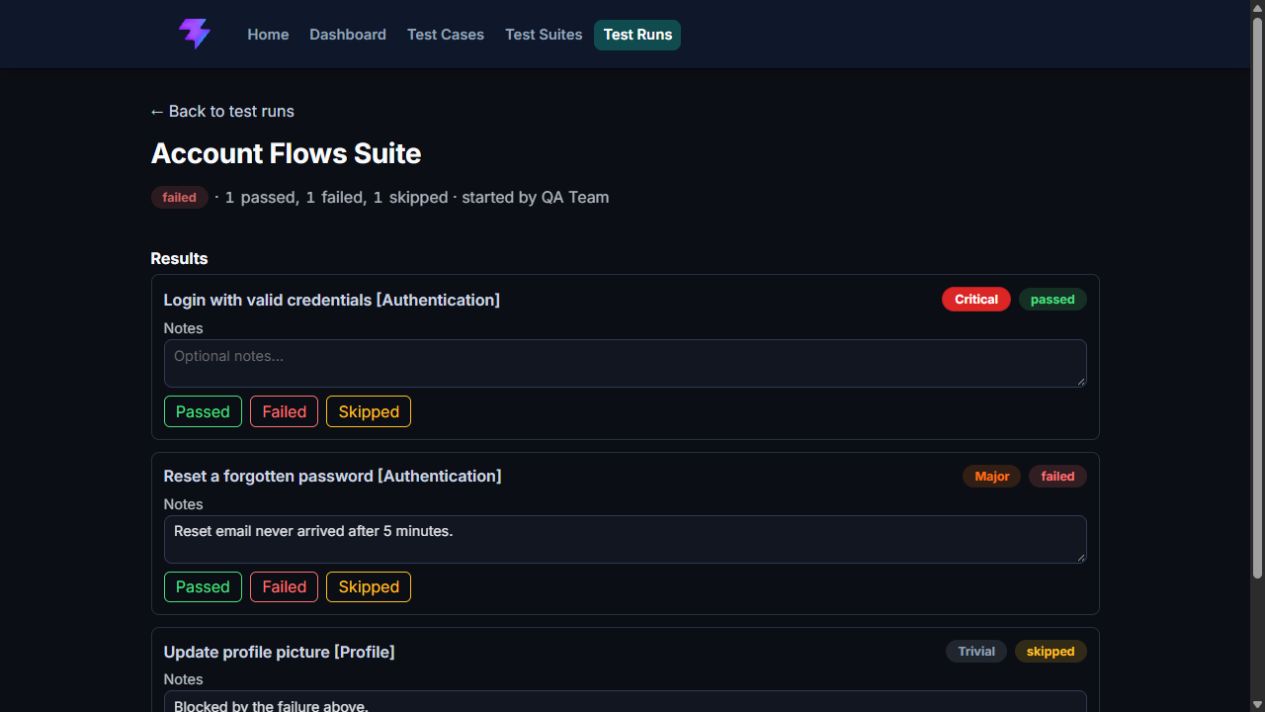 Home Dashboard Test Cases Test Suites Test Runs
← Back to test runs
Account Flows Suite
failed · 1 passed, 1 failed, 1 skipped · started by QA Team
Results
Login with valid credentials [Authentication] Critical passed
Notes
Optional notes...
Passed Failed Skipped
Reset a forgotten password [Authentication] Major failed
Notes
Reset email never arrived after 5 minutes.
Passed Failed Skipped
Update profile picture [Profile] Trivial skipped
Notes
Blocked by the failure above.